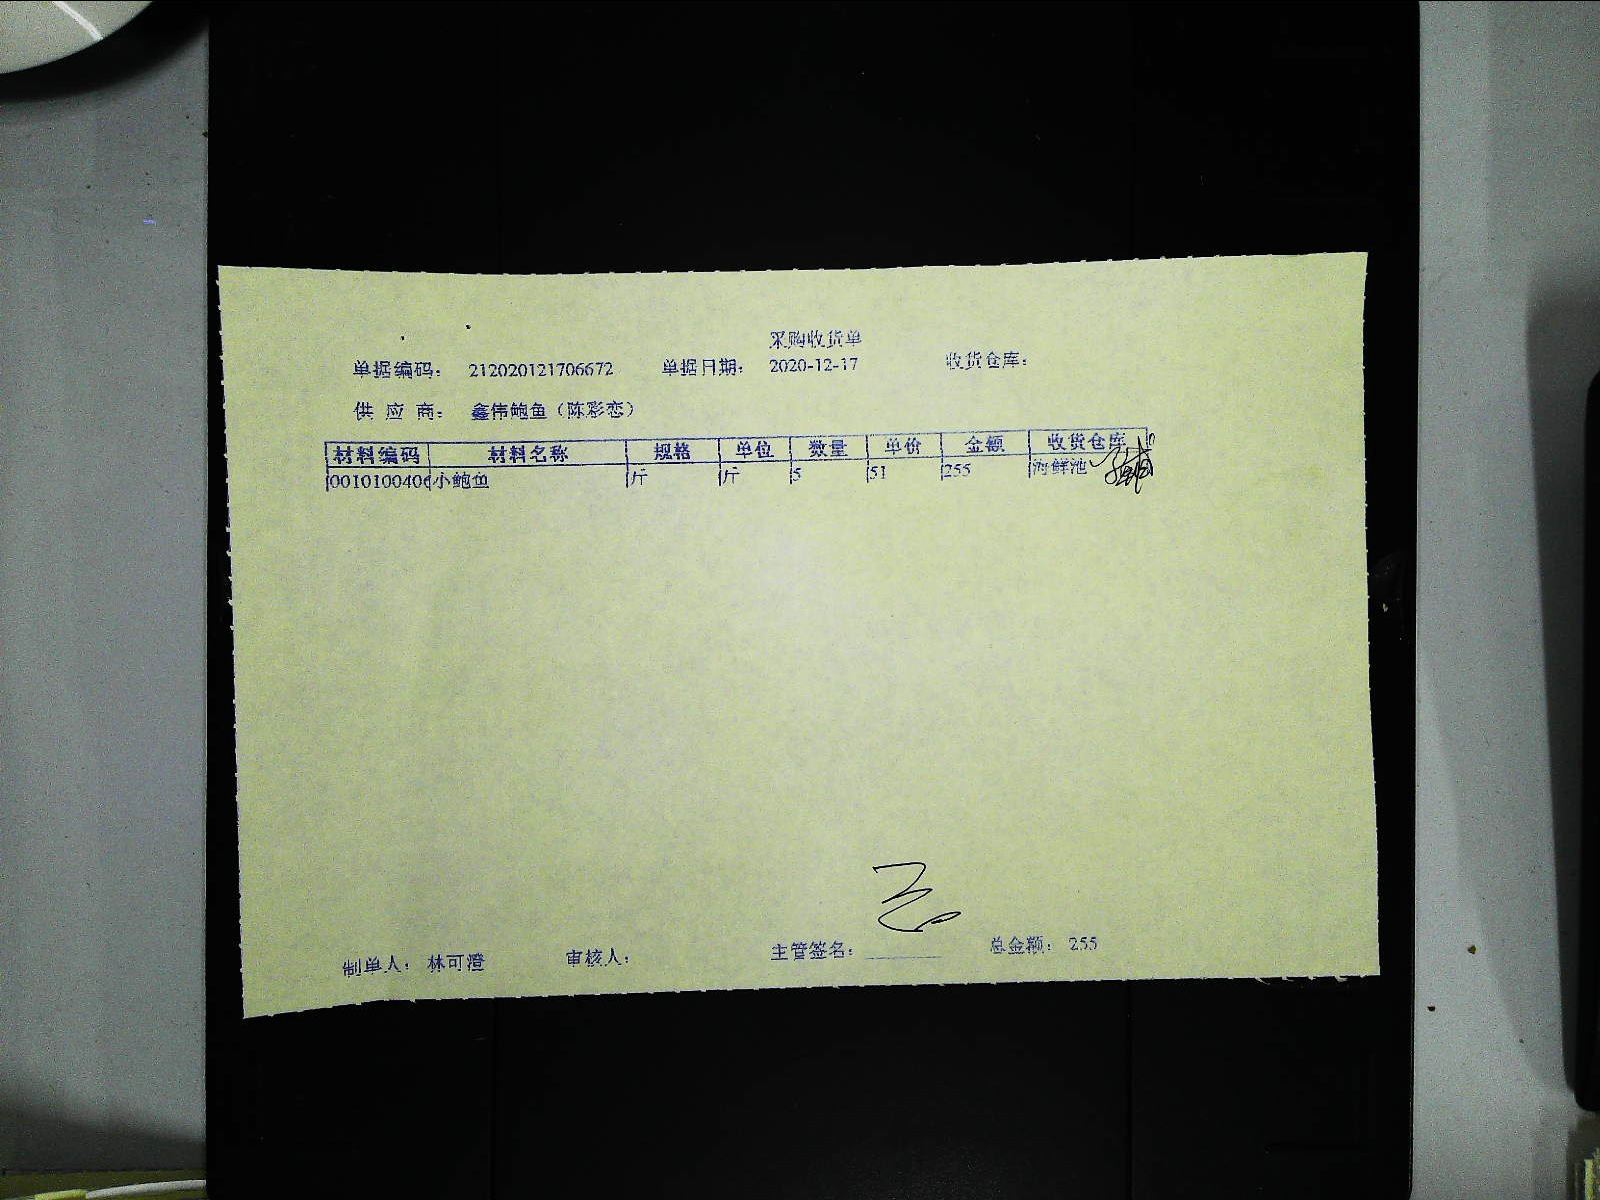 采购收货单
单据编码： 212020121706672 单据日期： 2020-12-17 收货仓库：
供 应 商： 鑫伟鲍鱼（陈彩恋）
材料编码 材料名称 规格 单位 数量 单价 金额 收货仓库
0010100406 小鲍鱼 斤 斤 5 51 255 海鲜池
制单人： 林可澄 审核人： 主管签名： 总金额： 255